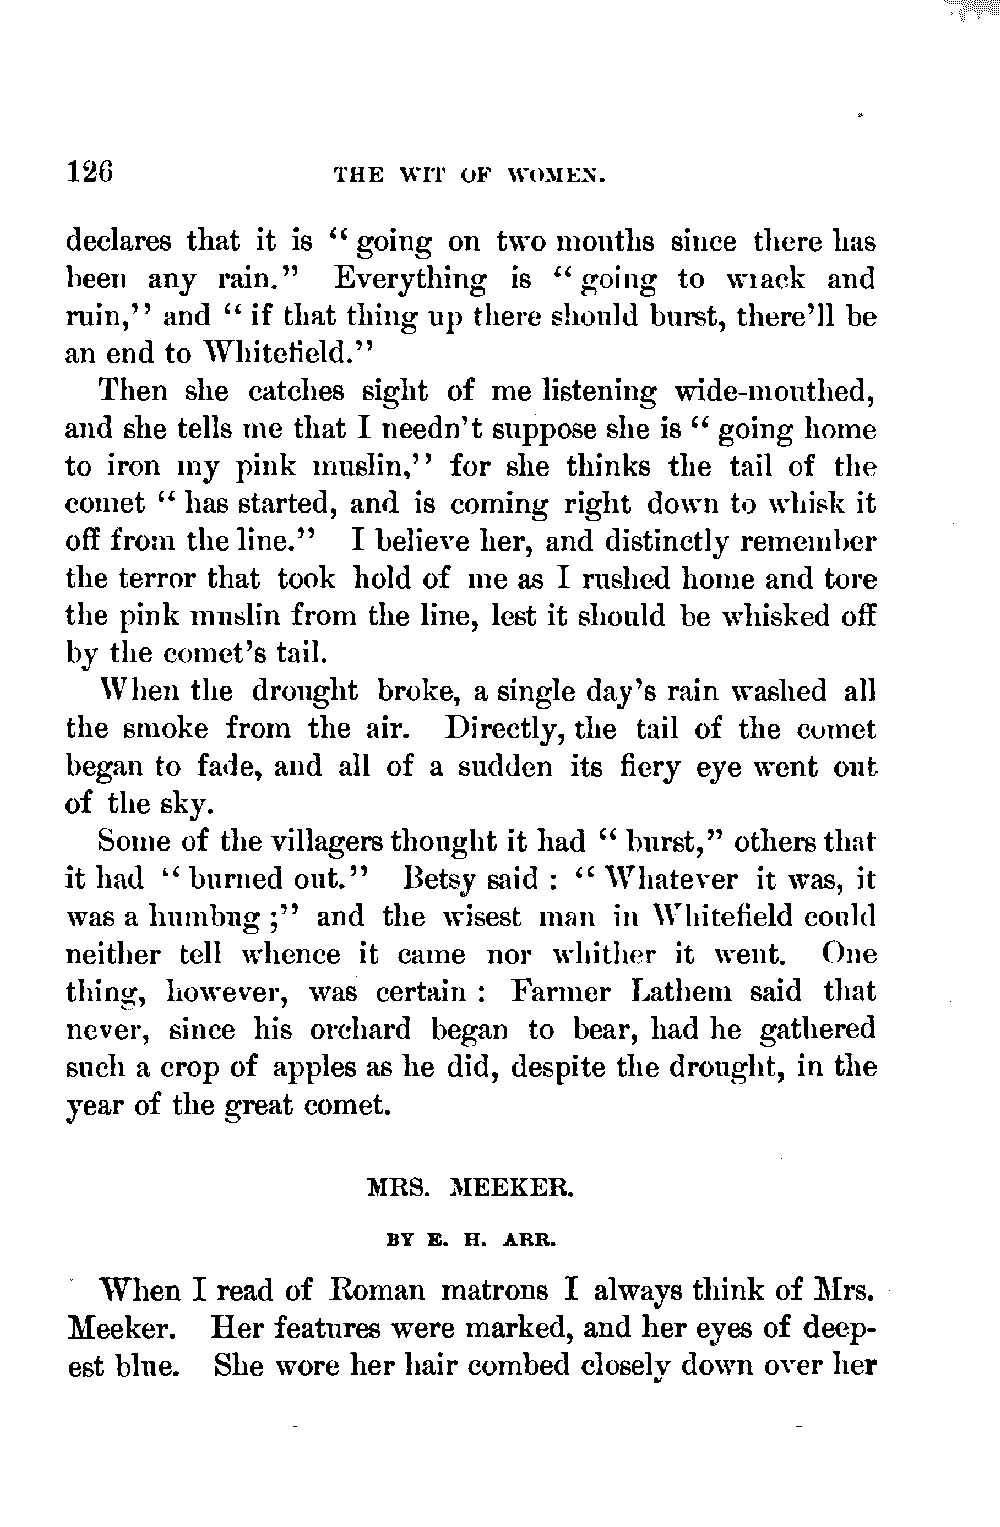 126 THE WIT OF WOMEN.
declares that it is “ going on two months since there has
been any rain.” Everything is “ going to wrack and
ruin,” and “ if that thing up there should burst, there'll be
an end to Whitefield.”
Then she catches sight of me listening wide-mouthed,
and she tells me that I needn't suppose she is “ going home
to iron my pink muslin,” for she thinks the tail of the
comet “ has started, and is coming right down to whisk it
off from the line.” I believe her, and distinctly remember
the terror that took hold of me as I rushed home and tore
the pink muslin from the line, lest it should be whisked off
by the comet's tail.
When the drought broke, a single day's rain washed all
the smoke from the air. Directly, the tail of the comet
began to fade, and all of a sudden its fiery eye went out
of the sky.
Some of the villagers thought it had “ burst,” others that
it had “ burned out.” Betsy said : “ Whatever it was, it
was a humbug ;” and the wisest man in Whitefield could
neither tell whence it came nor whither it went. One
thing, however, was certain : Farmer Lathem said that
never, since his orchard began to bear, had he gathered
such a crop of apples as he did, despite the drought, in the
year of the great comet.
MRS. MEEKER.
BY E. H. ARR.
When I read of Roman matrons I always think of Mrs.
Meeker. Her features were marked, and her eyes of deep-
est blue. She wore her hair combed closely down over her